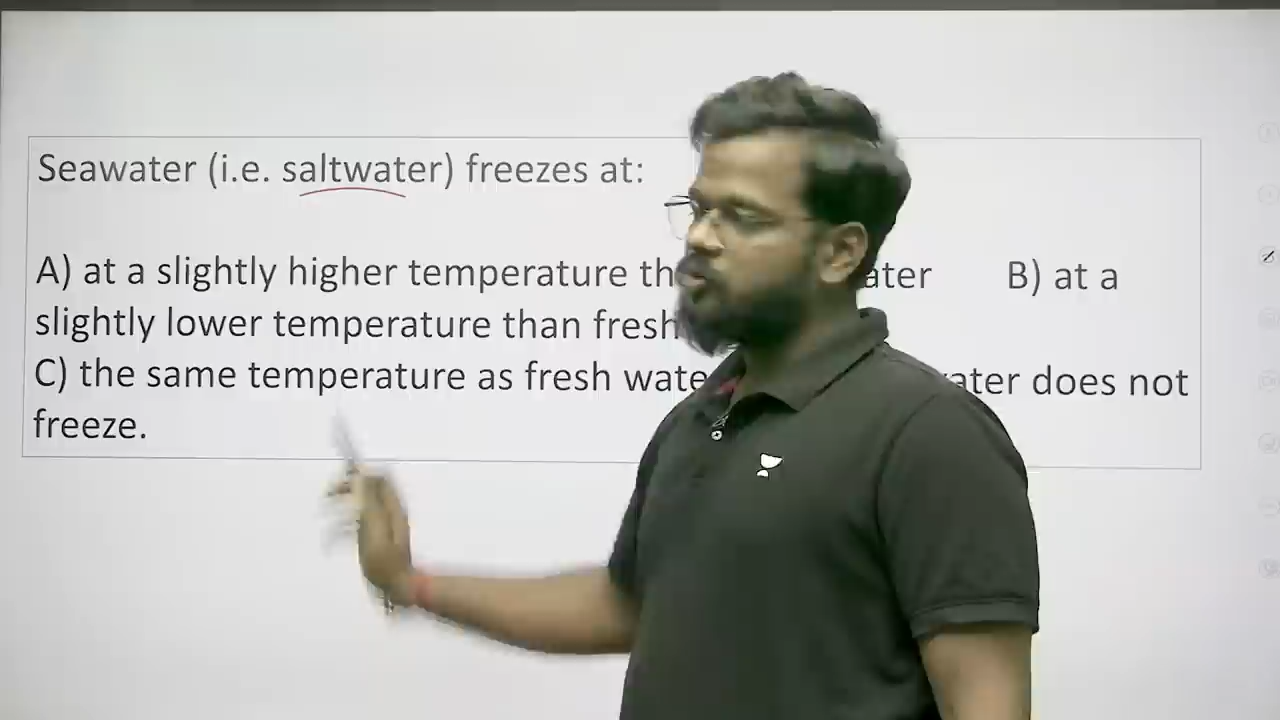 Seawater (i.e. saltwater) freezes at:
A) at a slightly higher temperature ater B) at a
slightly lower temperature than fresh
C) the same temperature as fresh wate ater does not
freeze.